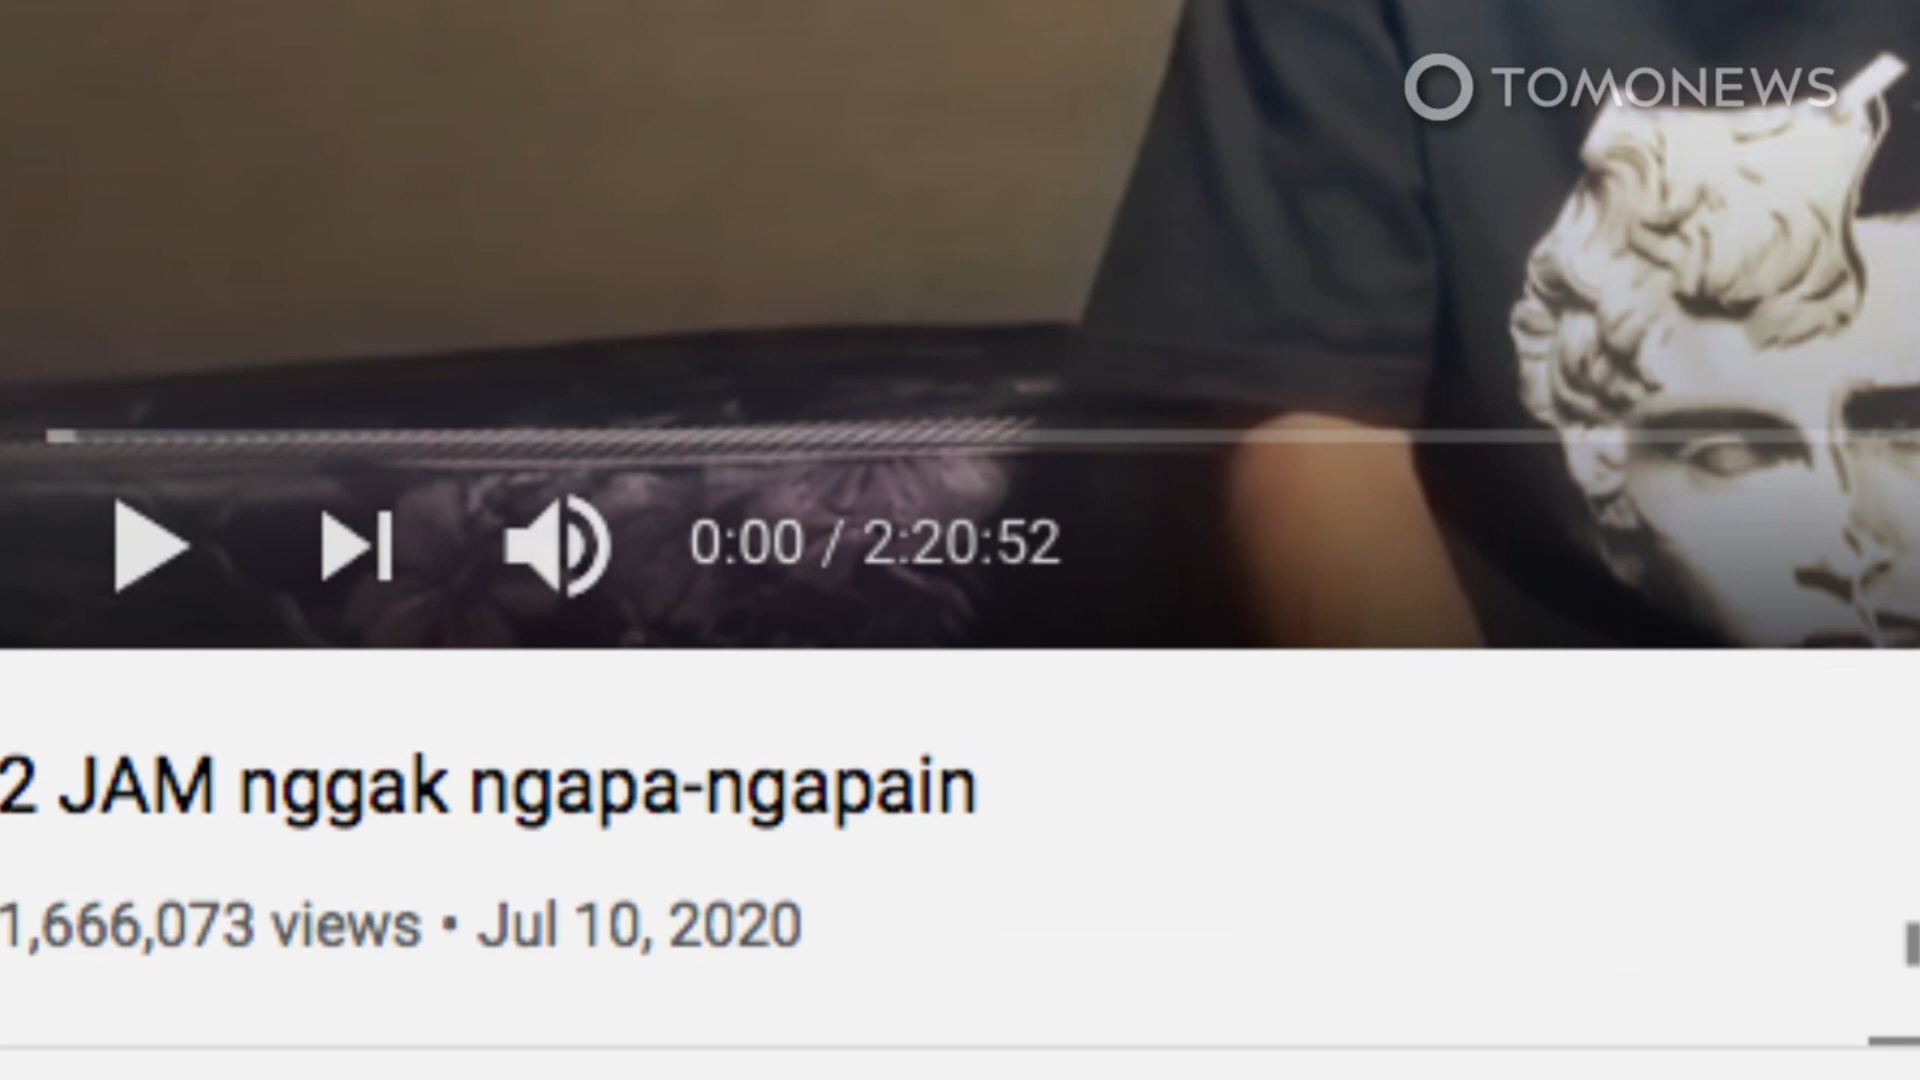 TOMONEWS
0:00 / 2:20:52
2 JAM nggak ngapa-ngapain
1,666,073 views • Jul 10, 2020